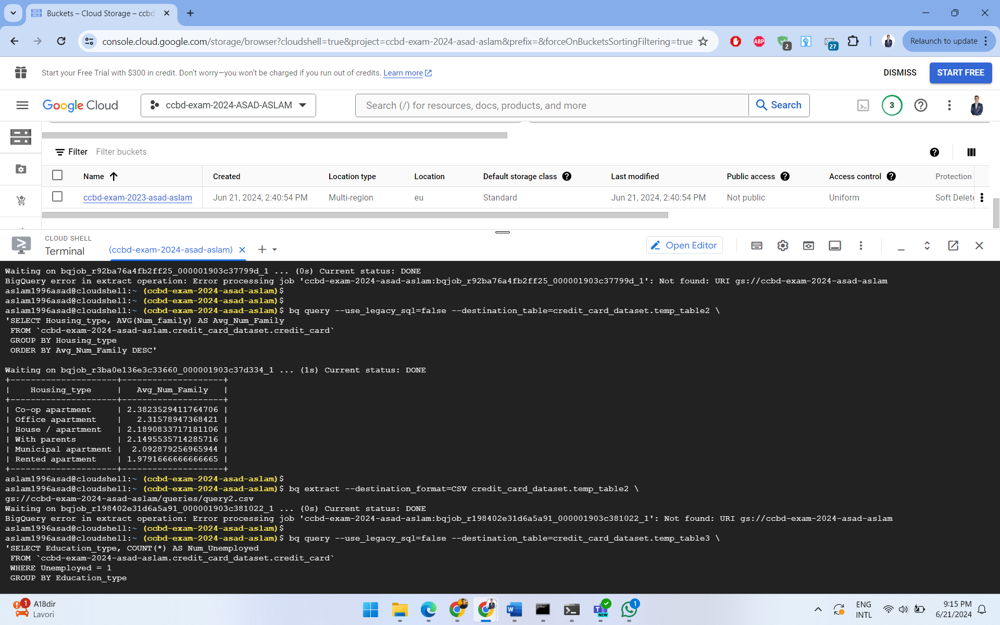 Buckets – Cloud Storage – ccbd
console.cloud.google.com/storage/browser?cloudshell=true&project=ccbd-exam-2024-asad-aslam&prefix=&forceOnBucketsSortingFiltering=true
ABP
2
27
Relaunch to update
Start your Free Trial with $300 in credit. Don't worry—you won't be charged if you run out of credits. Learn more
DISMISS
START FREE
Google Cloud
ccbd-exam-2024-ASAD-ASLAM
Search (/) for resources, docs, products, and more
Search
3
Filter
Filter buckets
Name
Created
Location type
Location
Default storage class
Last modified
Public access
Access control
Protection
ccbd-exam-2023-asad-aslam
Jun 21, 2024, 2:40:54 PM
Multi-region
eu
Standard
Jun 21, 2024, 2:40:54 PM
Not public
Uniform
Soft Delete
CLOUD SHELL
Terminal
(ccbd-exam-2024-asad-aslam)
Open Editor
Waiting on bqjob_r92ba76a4fb2ff25_000001903c37799d_1 ... (0s) Current status: DONE
BigQuery error in extract operation: Error processing job 'ccbd-exam-2024-asad-aslam:bqjob_r92ba76a4fb2ff25_000001903c37799d_1': Not found: URI gs://ccbd-exam-2024-asad-aslam
aslam1996asad@cloudshell:~ (ccbd-exam-2024-asad-aslam)$
aslam1996asad@cloudshell:~ (ccbd-exam-2024-asad-aslam)$
aslam1996asad@cloudshell:~ (ccbd-exam-2024-asad-aslam)$ bq query --use_legacy_sql=false --destination_table=credit_card_dataset.temp_table2 \
'SELECT Housing_type, AVG(Num_family) AS Avg_Num_Family
FROM `ccbd-exam-2024-asad-aslam.credit_card_dataset.credit_card`
GROUP BY Housing_type
ORDER BY Avg_Num_Family DESC'
Waiting on bqjob_r3ba0e136e3c33660_000001903c37d334_1 ... (1s) Current status: DONE
+---------------------+--------------------+
|    Housing_type     |   Avg_Num_Family   |
+---------------------+--------------------+
| Co-op apartment     | 2.3823529411764706 |
| Office apartment    |   2.31578947368421 |
| House / apartment   | 2.1890833717181106 |
| With parents        | 2.1495535714285716 |
| Municipal apartment |  2.092879256965944 |
| Rented apartment    | 1.9791666666666665 |
+---------------------+--------------------+
aslam1996asad@cloudshell:~ (ccbd-exam-2024-asad-aslam)$
aslam1996asad@cloudshell:~ (ccbd-exam-2024-asad-aslam)$ bq extract --destination_format=CSV credit_card_dataset.temp_table2 \
gs://ccbd-exam-2024-asad-aslam/queries/query2.csv
Waiting on bqjob_r198402e31d6a5a91_000001903c381022_1 ... (0s) Current status: DONE
BigQuery error in extract operation: Error processing job 'ccbd-exam-2024-asad-aslam:bqjob_r198402e31d6a5a91_000001903c381022_1': Not found: URI gs://ccbd-exam-2024-asad-aslam
aslam1996asad@cloudshell:~ (ccbd-exam-2024-asad-aslam)$
aslam1996asad@cloudshell:~ (ccbd-exam-2024-asad-aslam)$ bq query --use_legacy_sql=false --destination_table=credit_card_dataset.temp_table3 \
'SELECT Education_type, COUNT(*) AS Num_Unemployed
FROM `ccbd-exam-2024-asad-aslam.credit_card_dataset.credit_card`
WHERE Unemployed = 1
GROUP BY Education_type
1
A18dir
Lavori
W
NEW
1
ENG
INTL
9:15 PM
6/21/2024